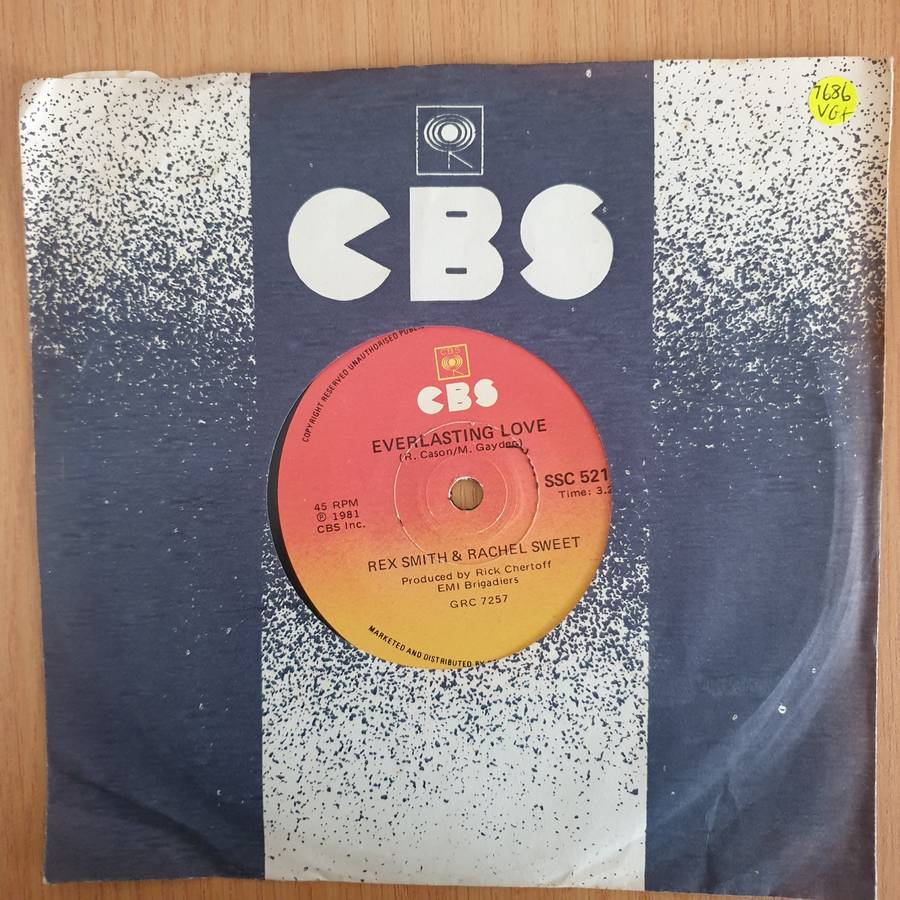 7686
VG+
CBS
COPYRIGHT RESERVED UNAUTHORISED
CBS
CBS
EVERLASTING LOVE
(R. Cason/M. Gayden)
SSC 521
Time: 3.2
45 RPM
℗ 1981
CBS Inc.
REX SMITH & RACHEL SWEET
Produced by Rick Chertoff
EMI Brigadiers
GRC 7257
MARKETED AND DISTRIBUTED BY